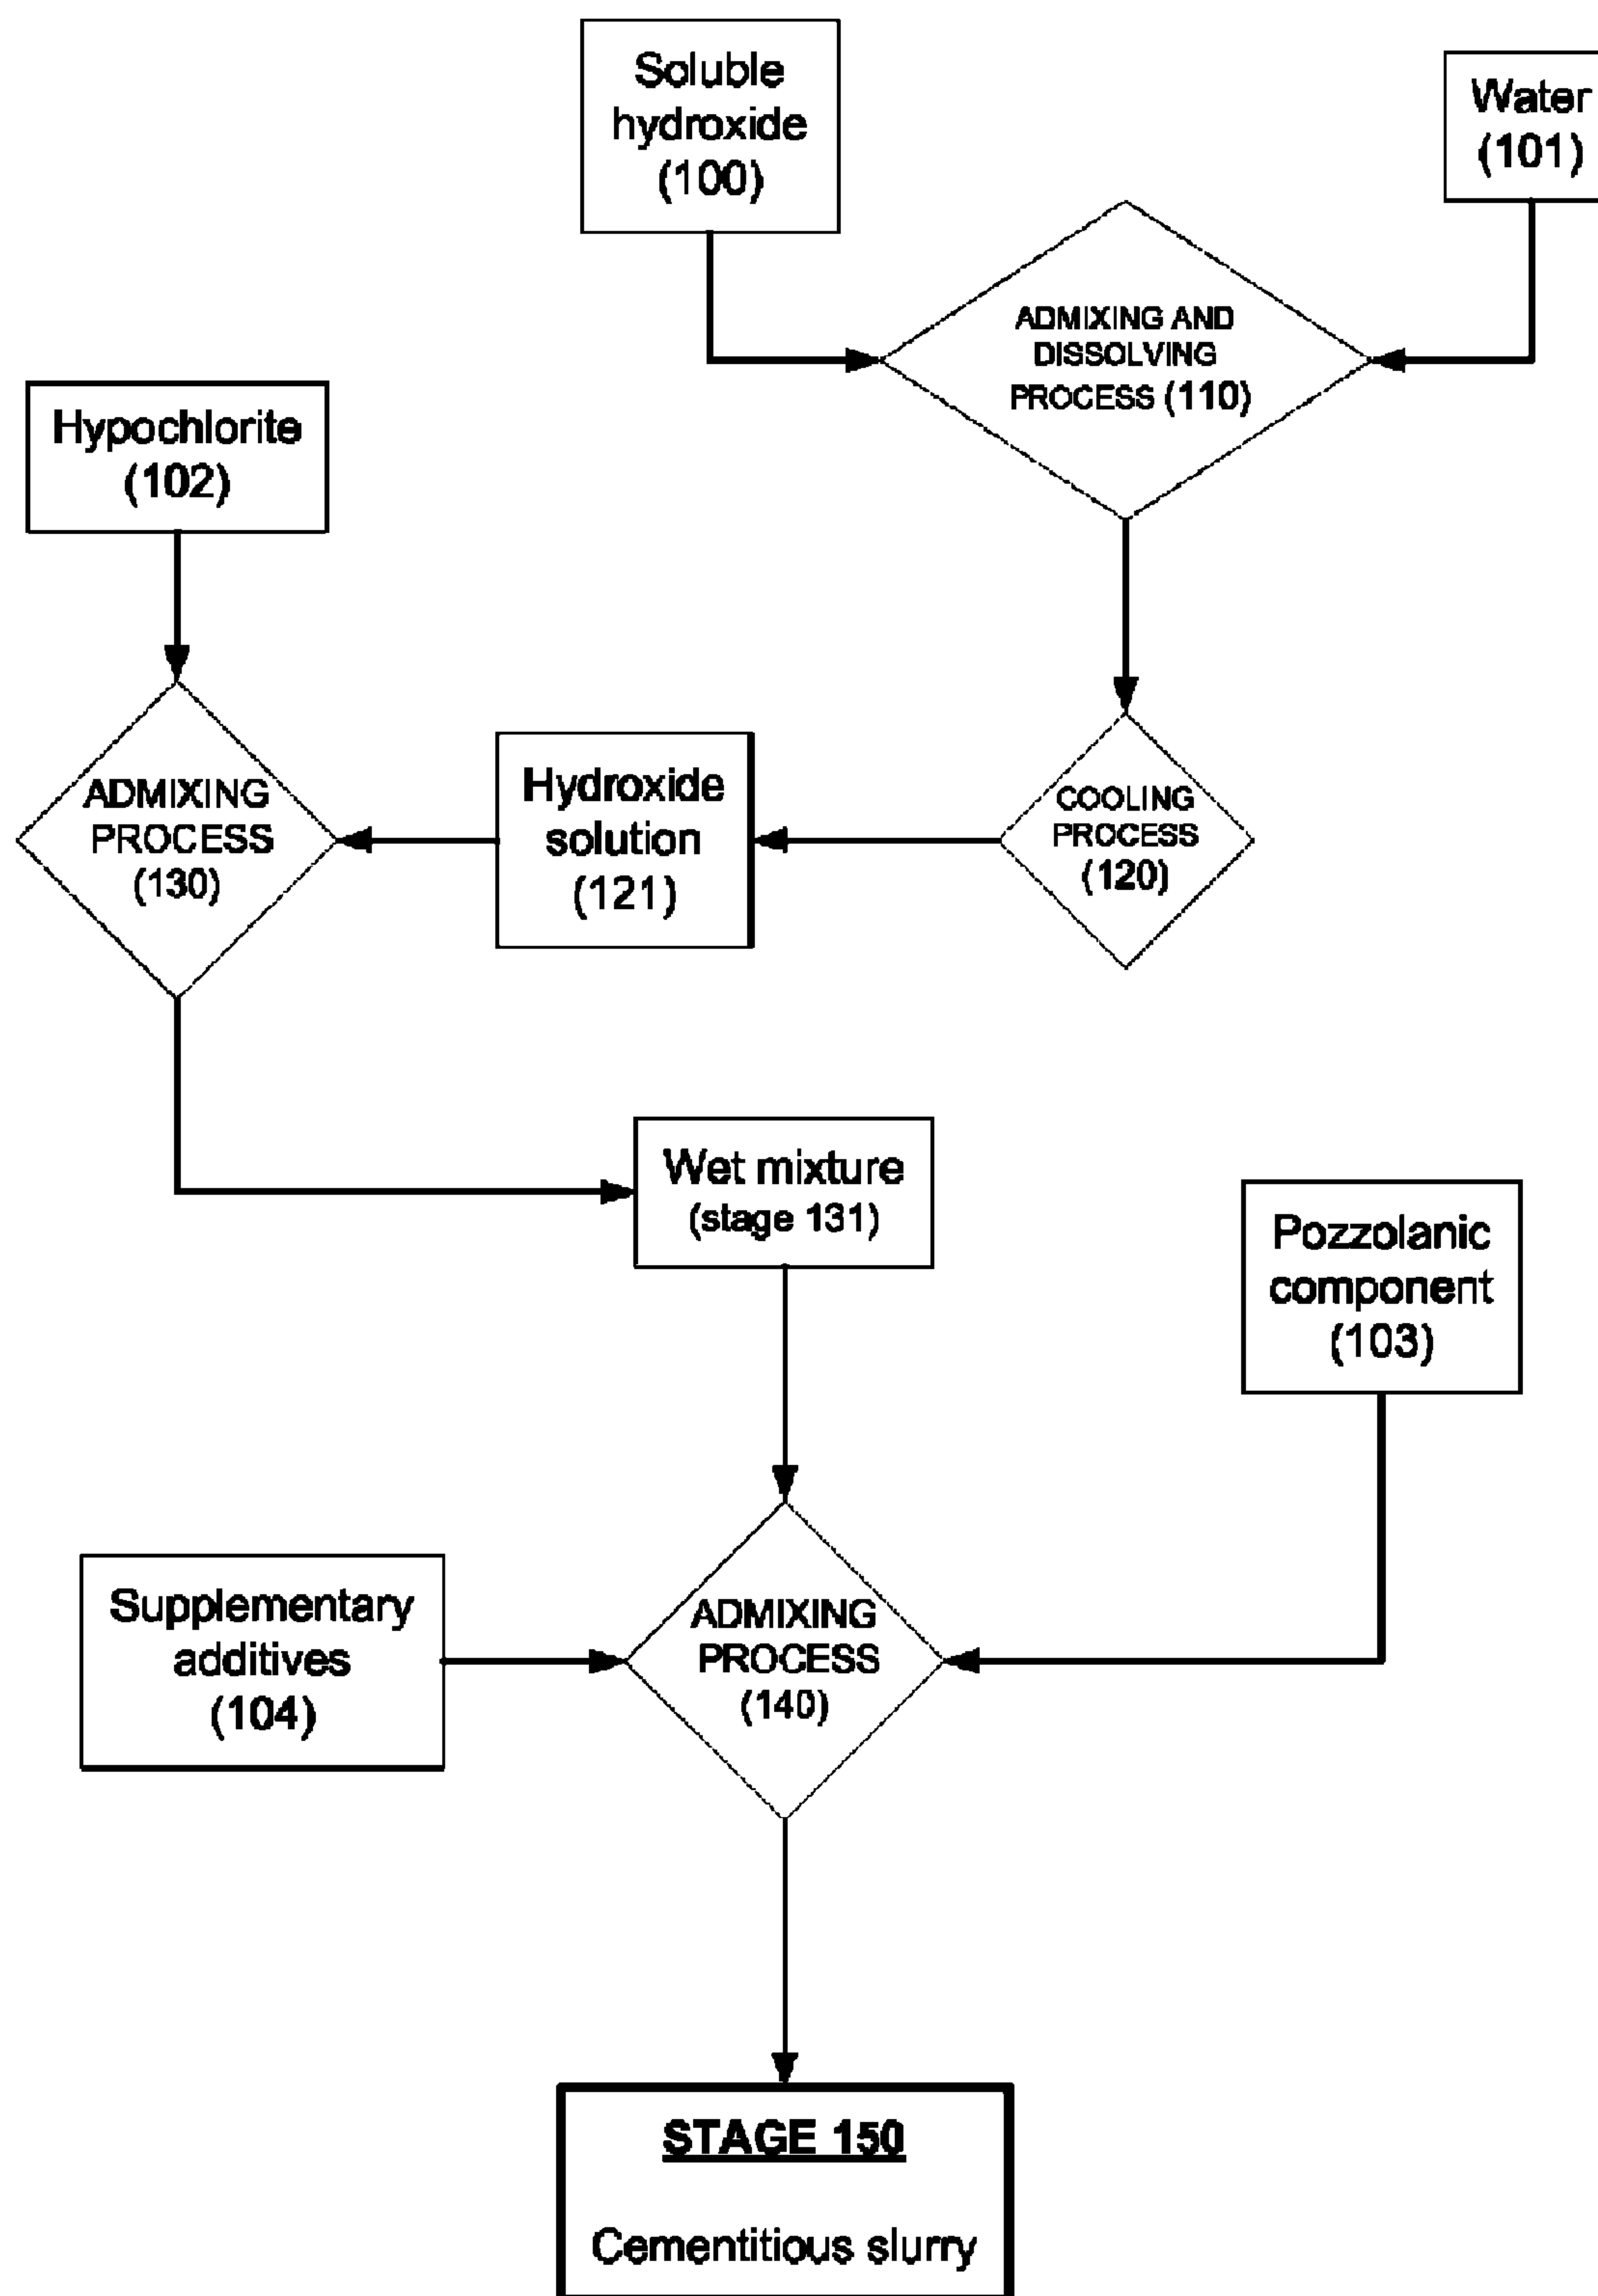 Soluble
hydroxide
(100)
Water
(101)
ADMIXING AND
DISSOLVING
PROCESS (110)
Hypochlorite
(102)
ADMIXING
PROCESS
(130)
Hydroxide
solution
(121)
COOLING
PROCESS
(120)
Wet mixture
(stage 131)
Pozzolanic
component
(103)
Supplementary
additives
(104)
ADMIXING
PROCESS
(140)
STAGE 150
Cementitious slurry